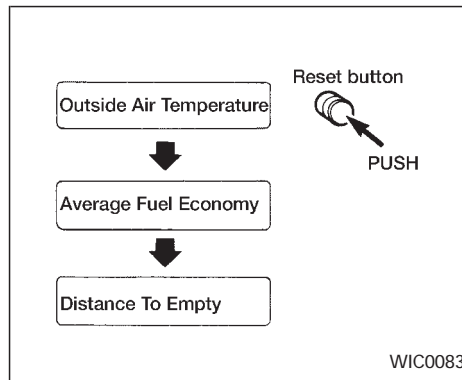 Reset button
Outside Air Temperature
PUSH
Average Fuel Economy
Distance To Empty
WIC0083